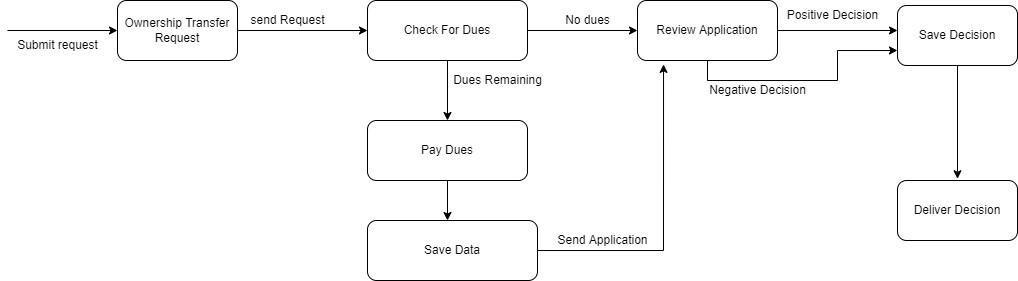 Submit request
Ownership Transfer
Request
send Request
Check For Dues
No dues
Review Application
Positive Decision
Save Decision
Negative Decision
Dues Remaining
Pay Dues
Save Data
Send Application
Deliver Decision